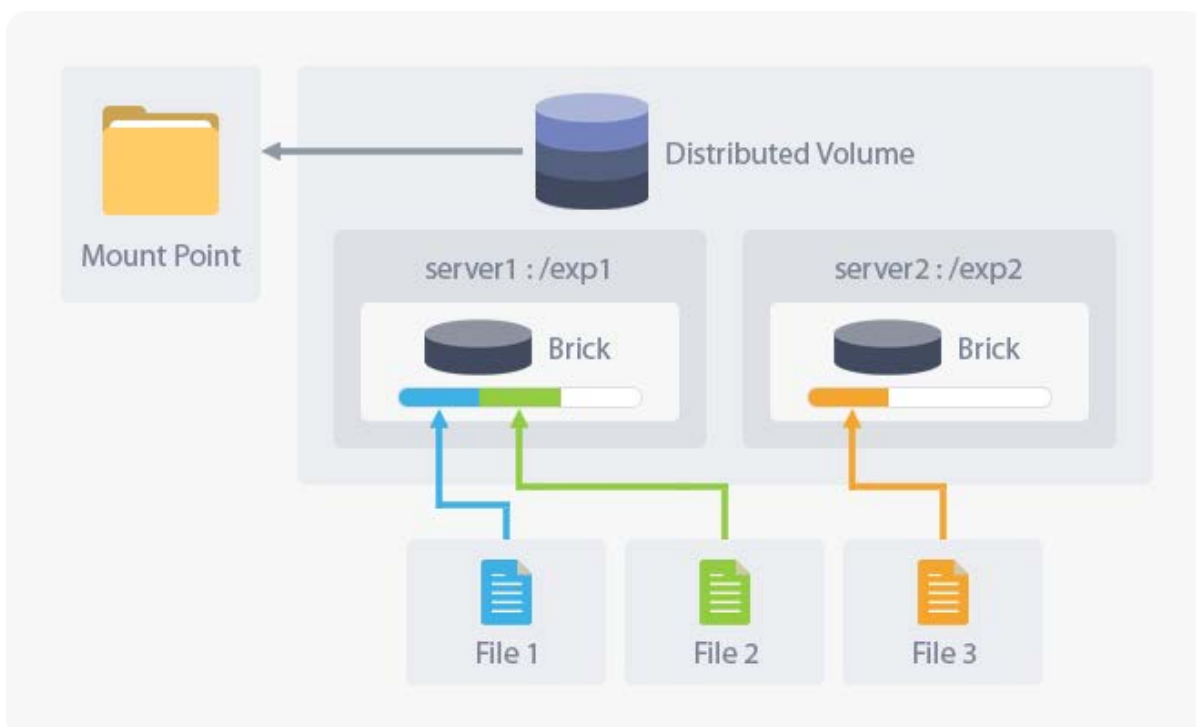 Distributed Volume
Mount Point
server1 : /exp1
server2 : /exp2
Brick
Brick
File 1
File 2
File 3